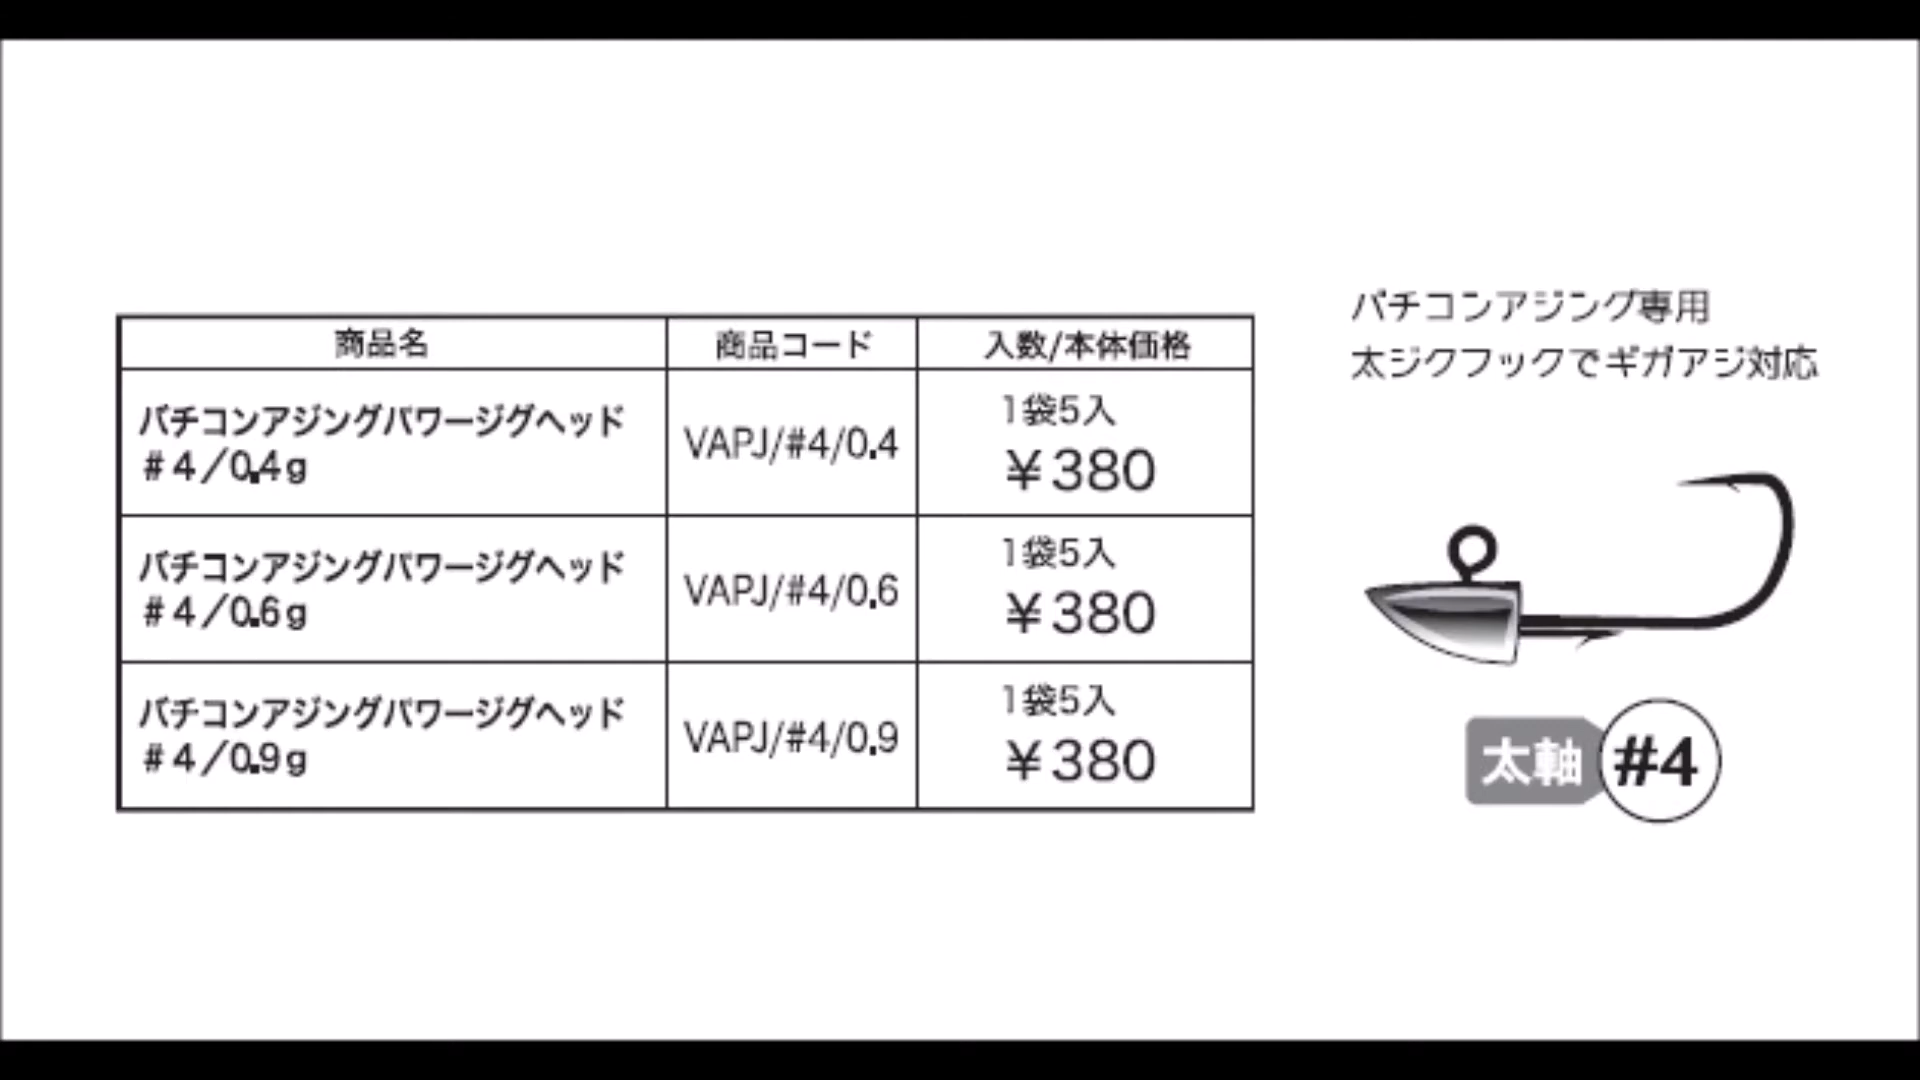 商品名 商品コード 入数/本体価格
バチコンアジングパワージグヘッド
#4/0.4g
VAPJ/#4/0.4
1袋5入
¥380
バチコンアジングパワージグヘッド
#4/0.6g
VAPJ/#4/0.6
1袋5入
¥380
バチコンアジングパワージグヘッド
#4/0.9g
VAPJ/#4/0.9
1袋5入
¥380
バチコンアジング専用
太ジクフックでギガアジ対応
太軸 #4